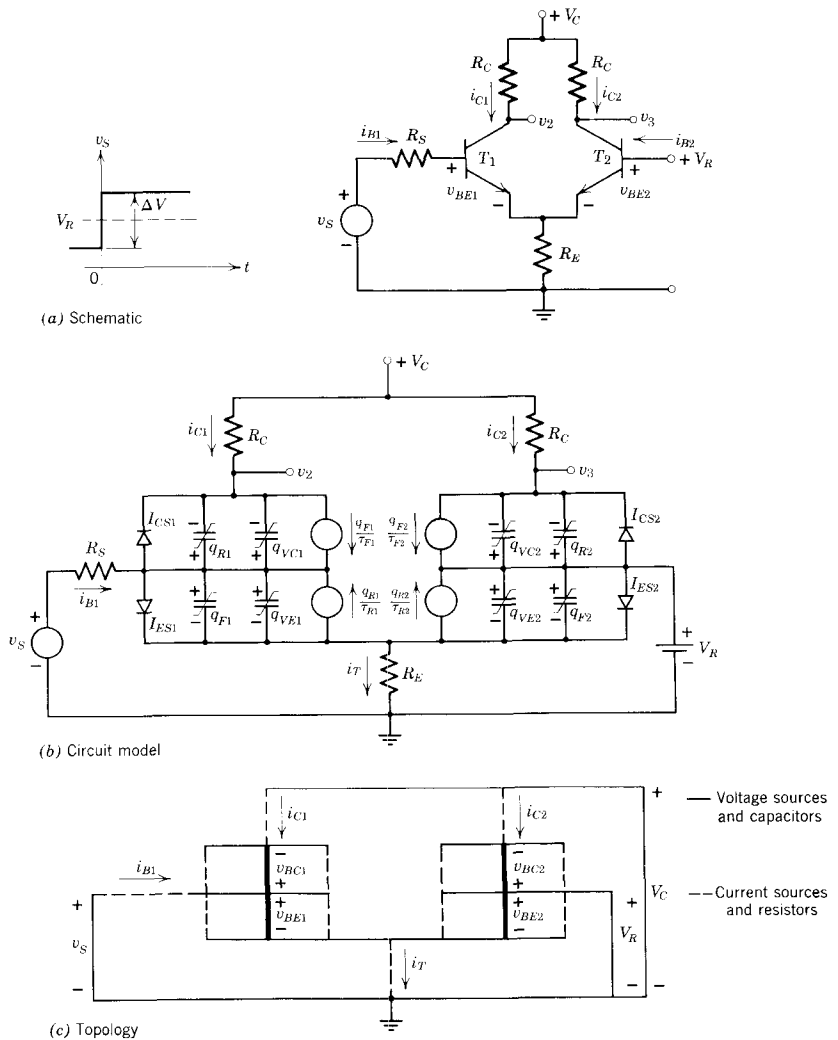 + V_C
R_C
R_C
i_C1
i_C2
v_2
v_3
v_S
V_R
ΔV
0
t
i_B1
R_S
+
T_1
T_2
+
i_B2
+ V_R
v_BE1
v_BE2
−
−
+
v_S
−
R_E
(a) Schematic
+ V_C
i_C1
R_C
i_C2
R_C
v_2
v_3
I_CS1
−
−
q_F1/τ_F1
q_F2/τ_F2
−
−
I_CS2
R_S
+ q_R1
+ q_VC1
q_VC2 +
q_R2 +
i_B1
I_ES1
+
+
q_R1/τ_R1
q_R2/τ_R2
+
+
I_ES2
− q_F1
− q_VE1
q_VE2 −
q_F2 −
+
v_S
−
+
V_R
−
i_T
R_E
(b) Circuit model
i_C1
i_C2
+
— Voltage sources
and capacitors
i_B1
−
v_BC1
+
−
v_BC2
+
+
v_S
−
+
v_BE1
−
+
v_BE2
−
+
V_R
−
V_C
−
--- Current sources
and resistors
i_T
(c) Topology